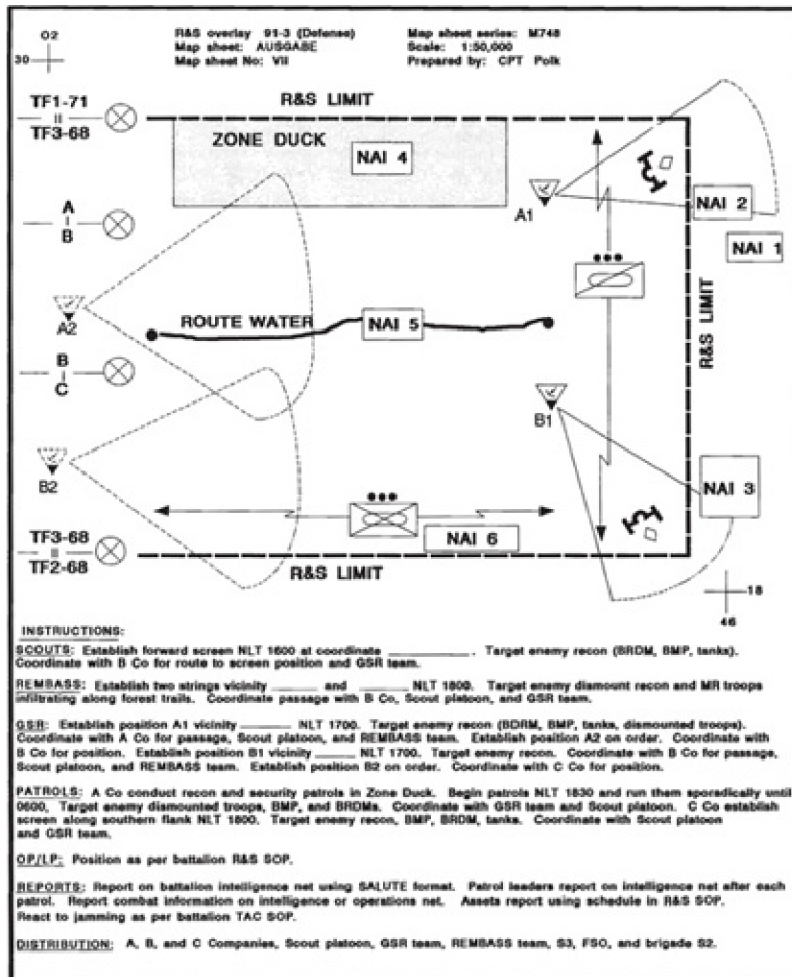 R&S overlay 91-3 (Defense)
Map sheet: AUSGABE
Map sheet No: VII
Map sheet series: M748
Scale: 1:50,000
Prepared by: CPT Polk
02
30
R&S LIMIT
TF1-71
II
TF3-68
ZONE DUCK
NAI 4
A1
NAI 2
NAI 1
A
I
B
A2
ROUTE WATER
NAI 5
R&S LIMIT
B
I
C
B1
B2
NAI 3
TF3-68
II
TF2-68
NAI 6
R&S LIMIT
18
46
INSTRUCTIONS:
SCOUTS: Establish forward screen NLT 1600 at coordinate ________. Target enemy recon (BRDM, BMP, tanks).
Coordinate with B Co for route to screen position and GSR team.
REMBASS: Establish two strings vicinity ______ and ______ NLT 1800. Target enemy dismount recon and MR troops
infiltrating along forest trails. Coordinate passage with B Co, Scout platoon, and GSR team.
GSR: Establish position A1 vicinity ______ NLT 1700. Target enemy recon (BDRM, BMP, tanks, dismounted troops).
Coordinate with A Co for passage, Scout platoon, and REMBASS team. Establish position A2 on order. Coordinate with
B Co for position. Establish position B1 vicinity _____ NLT 1700. Target enemy recon. Coordinate with B Co for passage,
Scout platoon, and REMBASS team. Establish position B2 on order. Coordinate with C Co for position.
PATROLS: A Co conduct recon and security patrols in Zone Duck. Begin patrols NLT 1830 and run them sporadically until
0600, Target enemy dismounted troops, BMP, and BRDMs. Coordinate with GSR team and Scout platoon. C Co establish
screen along southern flank NLT 1800. Target enemy recon, BMP, BRDM, tanks. Coordinate with Scout platoon
and GSR team.
OP/LP: Position as per battalion R&S SOP.
REPORTS: Report on battalion intelligence net using SALUTE format. Patrol leaders report on intelligence net after each
patrol. Report combat information on intelligence or operations net. Assets report using schedule in R&S SOP.
React to jamming as per battalion TAC SOP.
DISTRIBUTION: A, B, and C Companies, Scout platoon, GSR team, REMBASS team, S3, FSO, and brigade S2.